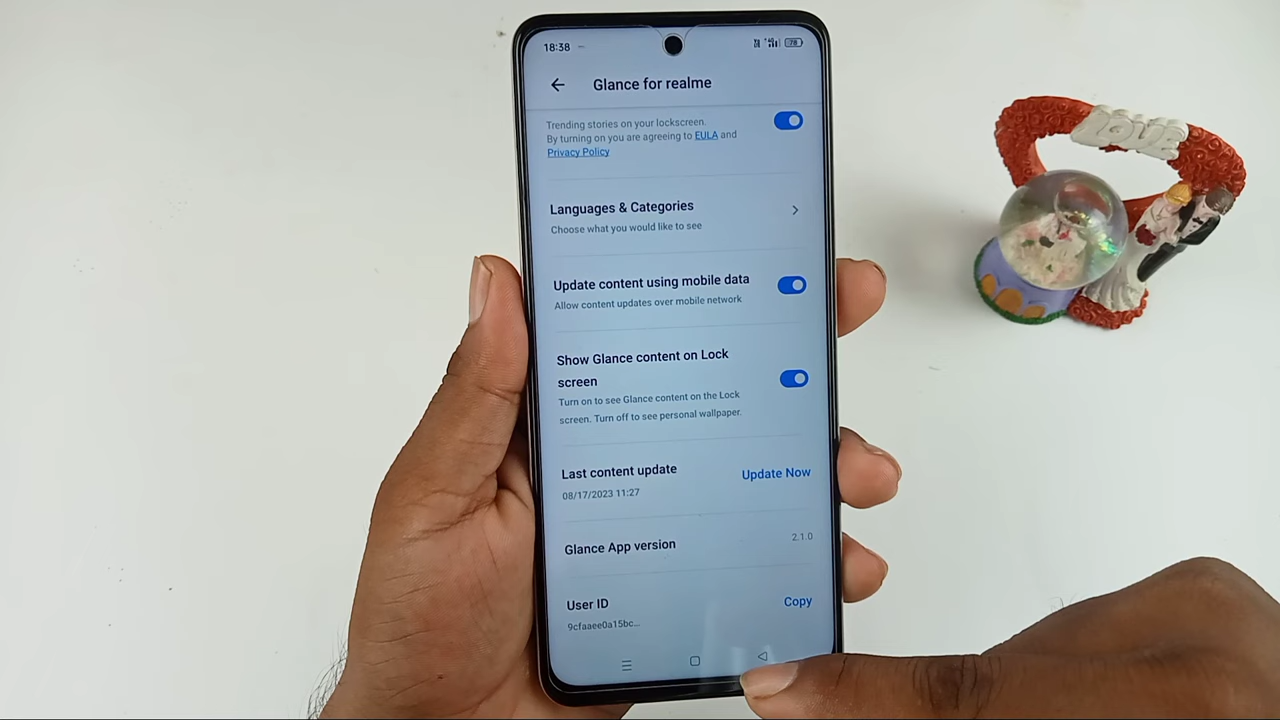 18:38
78
Glance for realme
Trending stories on your lockscreen.
By turning on you are agreeing to EULA and
Privacy Policy
Languages & Categories
Choose what you would like to see
Update content using mobile data
Allow content updates over mobile network
Show Glance content on Lock
screen
Turn on to see Glance content on the Lock
screen. Turn off to see personal wallpaper.
Last content update
Update Now
08/17/2023 11:27
Glance App version
2.1.0
User ID
Copy
9cfaaee0a15bc...
LOVE